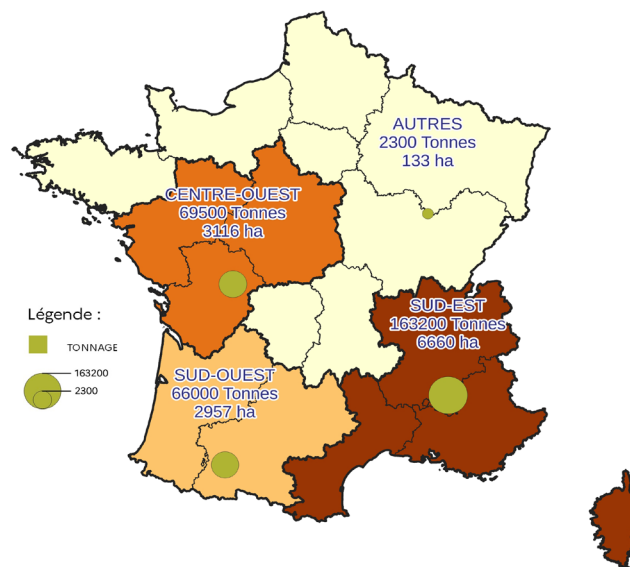 AUTRES
2300 Tonnes
133 ha
CENTRE-OUEST
69500 Tonnes
3116 ha
SUD-EST
163200 Tonnes
6660 ha
Légende :
TONNAGE
163200
2300
SUD-OUEST
66000 Tonnes
2957 ha